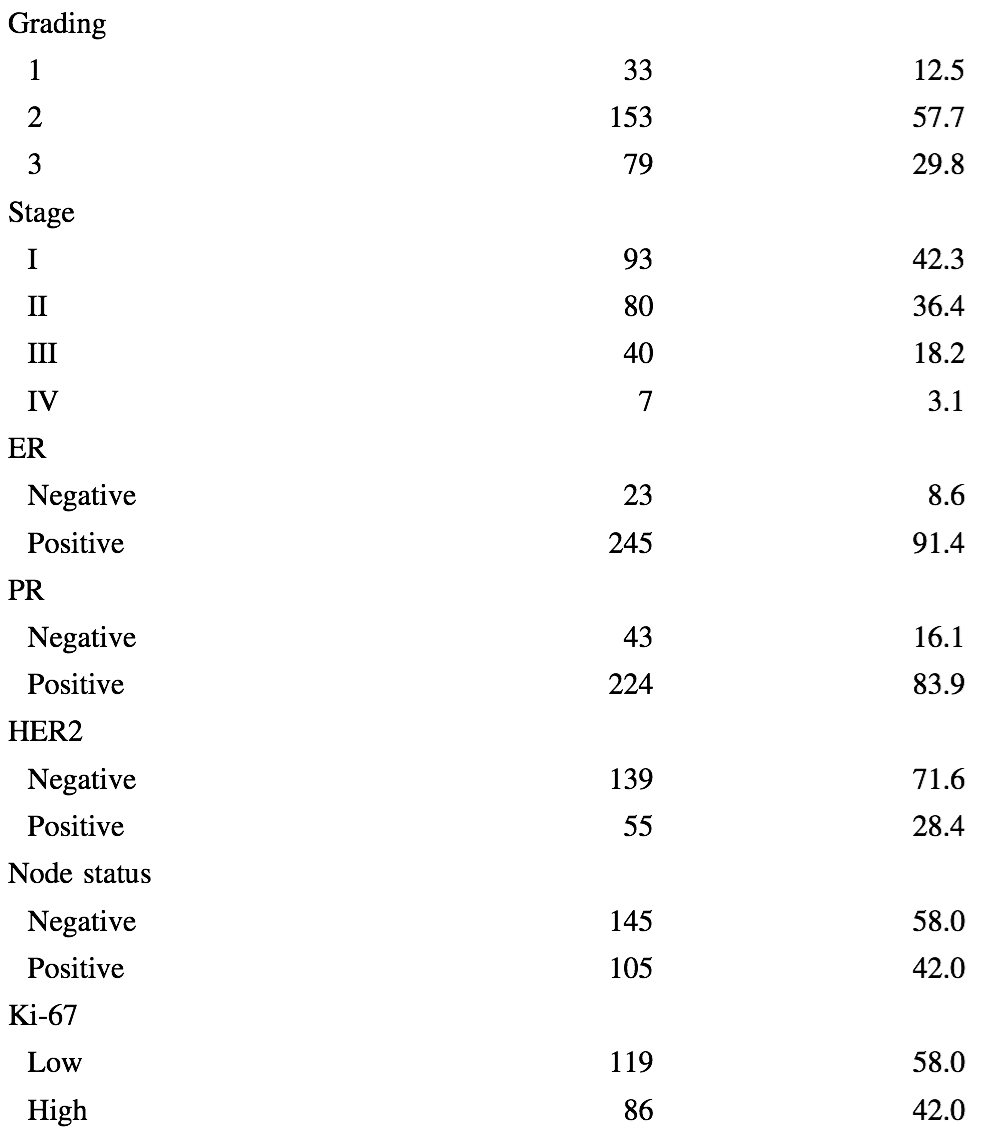 Grading
1 33 12.5
2 153 57.7
3 79 29.8
Stage
I 93 42.3
II 80 36.4
III 40 18.2
IV 7 3.1
ER
Negative 23 8.6
Positive 245 91.4
PR
Negative 43 16.1
Positive 224 83.9
HER2
Negative 139 71.6
Positive 55 28.4
Node status
Negative 145 58.0
Positive 105 42.0
Ki-67
Low 119 58.0
High 86 42.0